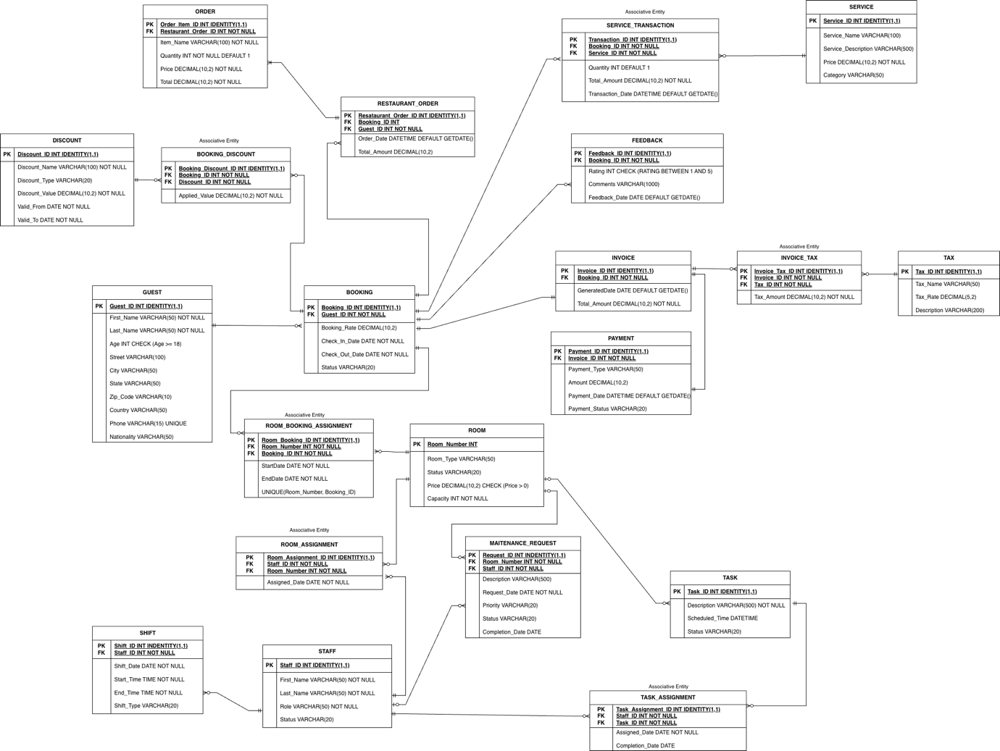 ORDER
PK Order_Item_ID INT IDENTITY(1,1)
FK Restaurant_Order_ID INT NOT NULL
Item_Name VARCHAR(100) NOT NULL
Quantity INT NOT NULL DEFAULT 1
Price DECIMAL(10,2) NOT NULL
Total DECIMAL(10,2) NOT NULL
Associative Entity
SERVICE_TRANSACTION
PK Transaction_ID INT IDENTITY(1,1)
FK Booking_ID INT NOT NULL
FK Service_ID INT NOT NULL
Quantity INT DEFAULT 1
Total_Amount DECIMAL(10,2) NOT NULL
Transaction_Date DATETIME DEFAULT GETDATE()
SERVICE
PK Service_ID INT IDENTITY(1,1)
Service_Name VARCHAR(100)
Service_Description VARCHAR(500)
Price DECIMAL(10,2) NOT NULL
Category VARCHAR(50)
RESTAURANT_ORDER
PK Resataurant_Order_ID INT IDENTITY(1,1)
FK Booking_ID INT
FK Guest_ID INT NOT NULL
Order_Date DATETIME DEFAULT GETDATE()
Total_Amount DECIMAL(10,2)
DISCOUNT
PK Discount_ID INT IDENTITY(1,1)
Discount_Name VARCHAR(100) NOT NULL
Discount_Type VARCHAR(20)
Discount_Value DECIMAL(10,2) NOT NULL
Valid_From DATE NOT NULL
Valid_To DATE NOT NULL
Associative Entity
BOOKING_DISCOUNT
PK Booking_Discount_ID INT IDENTITY(1,1)
FK Booking_ID INT NOT NULL
FK Discount_ID INT NOT NULL
Applied_Value DECIMAL(10,2) NOT NULL
FEEDBACK
PK Feedback_ID INT IDENTITY(1,1)
FK Booking_ID INT NOT NULL
Rating INT CHECK (RATING BETWEEN 1 AND 5)
Comments VARCHAR(1000)
Feedback_Date DATE DEFAULT GETDATE()
INVOICE
PK Invoice_ID INT IDENTITY(1,1)
FK Booking_ID INT NOT NULL
GeneratedDate DATE DEFAULT GETDATE()
Total_Amount DECIMAL(10,2) NOT NULL
Associative Entity
INVOICE_TAX
PK Invoice_Tax_ID INT IDENTITY(1,1)
FK Invoice_ID INT NOT NULL
FK Tax_ID INT NOT NULL
Tax_Amount DECIMAL(10,2) NOT NULL
TAX
PK Tax_ID INT IDENTITY(1,1)
Tax_Name VARCHAR(50)
Tax_Rate DECIMAL(5,2)
Description VARCHAR(200)
GUEST
PK Guest_ID INT IDENTITY(1,1)
First_Name VARCHAR(50) NOT NULL
Last_Name VARCHAR(50) NOT NULL
Age INT CHECK (Age >= 18)
Street VARCHAR(100)
City VARCHAR(50)
State VARCHAR(50)
Zip_Code VARCHAR(10)
Country VARCHAR(50)
Phone VARCHAR(15) UNIQUE
Nationality VARCHAR(50)
BOOKING
PK Booking_ID INT IDENTITY(1,1)
FK Guest_ID INT NOT NULL
Booking_Rate DECIMAL(10,2)
Check_In_Date DATE NOT NULL
Check_Out_Date DATE NOT NULL
Status VARCHAR(20)
PAYMENT
PK Payment_ID INT IDENTITY(1,1)
FK Invoice_ID INT NOT NULL
Payment_Type VARCHAR(50)
Amount DECIMAL(10,2)
Payment_Date DATETIME DEFAULT GETDATE()
Payment_Status VARCHAR(20)
Associative Entity
ROOM_BOOKING_ASSIGNMENT
PK Room_Booking_ID INT IDENTITY(1,1)
FK Room_Number INT NOT NULL
FK Booking_ID INT NOT NULL
StartDate DATE NOT NULL
EndDate DATE NOT NULL
UNIQUE(Room_Number, Booking_ID)
ROOM
PK Room_Number INT
Room_Type VARCHAR(50)
Status VARCHAR(20)
Price DECIMAL(10,2) CHECK (Price > 0)
Capacity INT NOT NULL
Associative Entity
ROOM_ASSIGNMENT
PK Room_Assignment_ID INT IDENTITY(1,1)
FK Staff_ID INT NOT NULL
FK Room_Number INT NOT NULL
Assigned_Date DATE NOT NULL
MAITENANCE_REQUEST
PK Request_ID INT INDENTITY(1,1)
FK Room_Number INT NOT NULL
FK Staff_ID INT NOT NULL
Description VARCHAR(500)
Request_Date DATE NOT NULL
Priority VARCHAR(20)
Status VARCHAR(20)
Completion_Date DATE
TASK
PK Task_ID INT IDENTITY(1,1)
Description VARCHAR(500) NOT NULL
Scheduled_Time DATETIME
Status VARCHAR(20)
SHIFT
PK Shift_ID INT INDENTITY(1,1)
FK Staff_ID INT NOT NULL
Shift_Date DATE NOT NULL
Start_Time TIME NOT NULL
End_Time TIME NOT NULL
Shift_Type VARCHAR(20)
STAFF
PK Staff_ID INT IDENTITY(1,1)
First_Name VARCHAR(50) NOT NULL
Last_Name VARCHAR(50) NOT NULL
Role VARCHAR(50) NOT NULL
Status VARCHAR(20)
Associative Entity
TASK_ASSIGNMENT
PK Task_Assignment_ID INT IDENTITY(1,1)
FK Staff_ID INT NOT NULL
FK Task_ID INT NOT NULL
Assigned_Date DATE NOT NULL
Completion_Date DATE